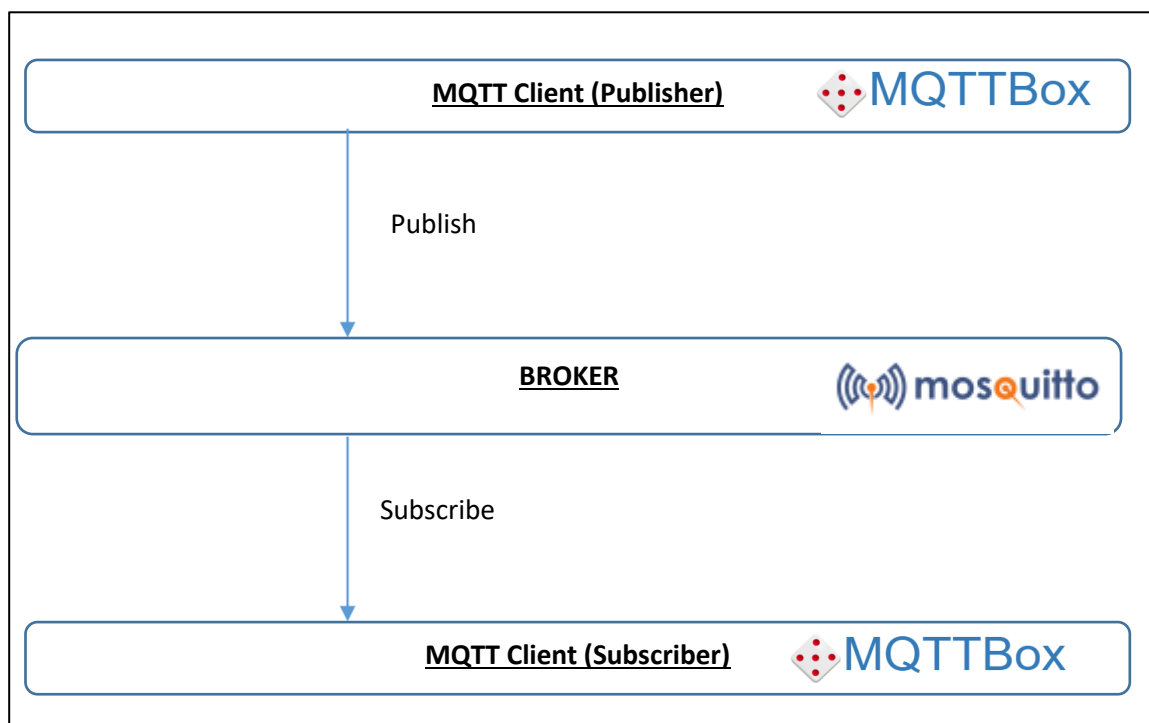 MQTT Client (Publisher) MQTTBox
Publish
BROKER mosquitto
Subscribe
MQTT Client (Subscriber) MQTTBox